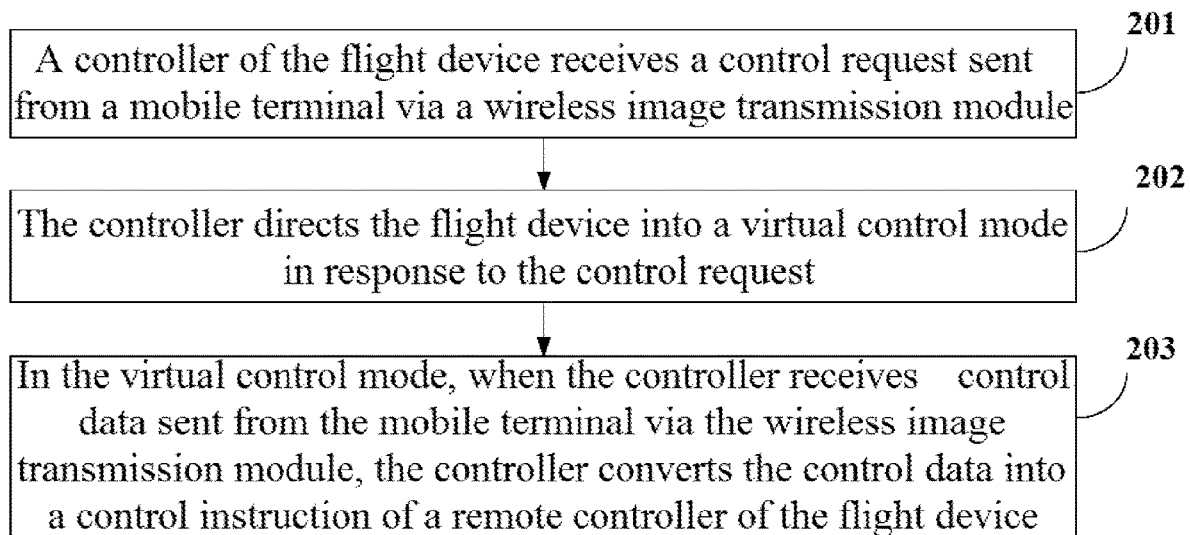 201
A controller of the flight device receives a control request sent
from a mobile terminal via a wireless image transmission module
202
The controller directs the flight device into a virtual control mode
in response to the control request
203
In the virtual control mode, when the controller receives control
data sent from the mobile terminal via the wireless image
transmission module, the controller converts the control data into
a control instruction of a remote controller of the flight device